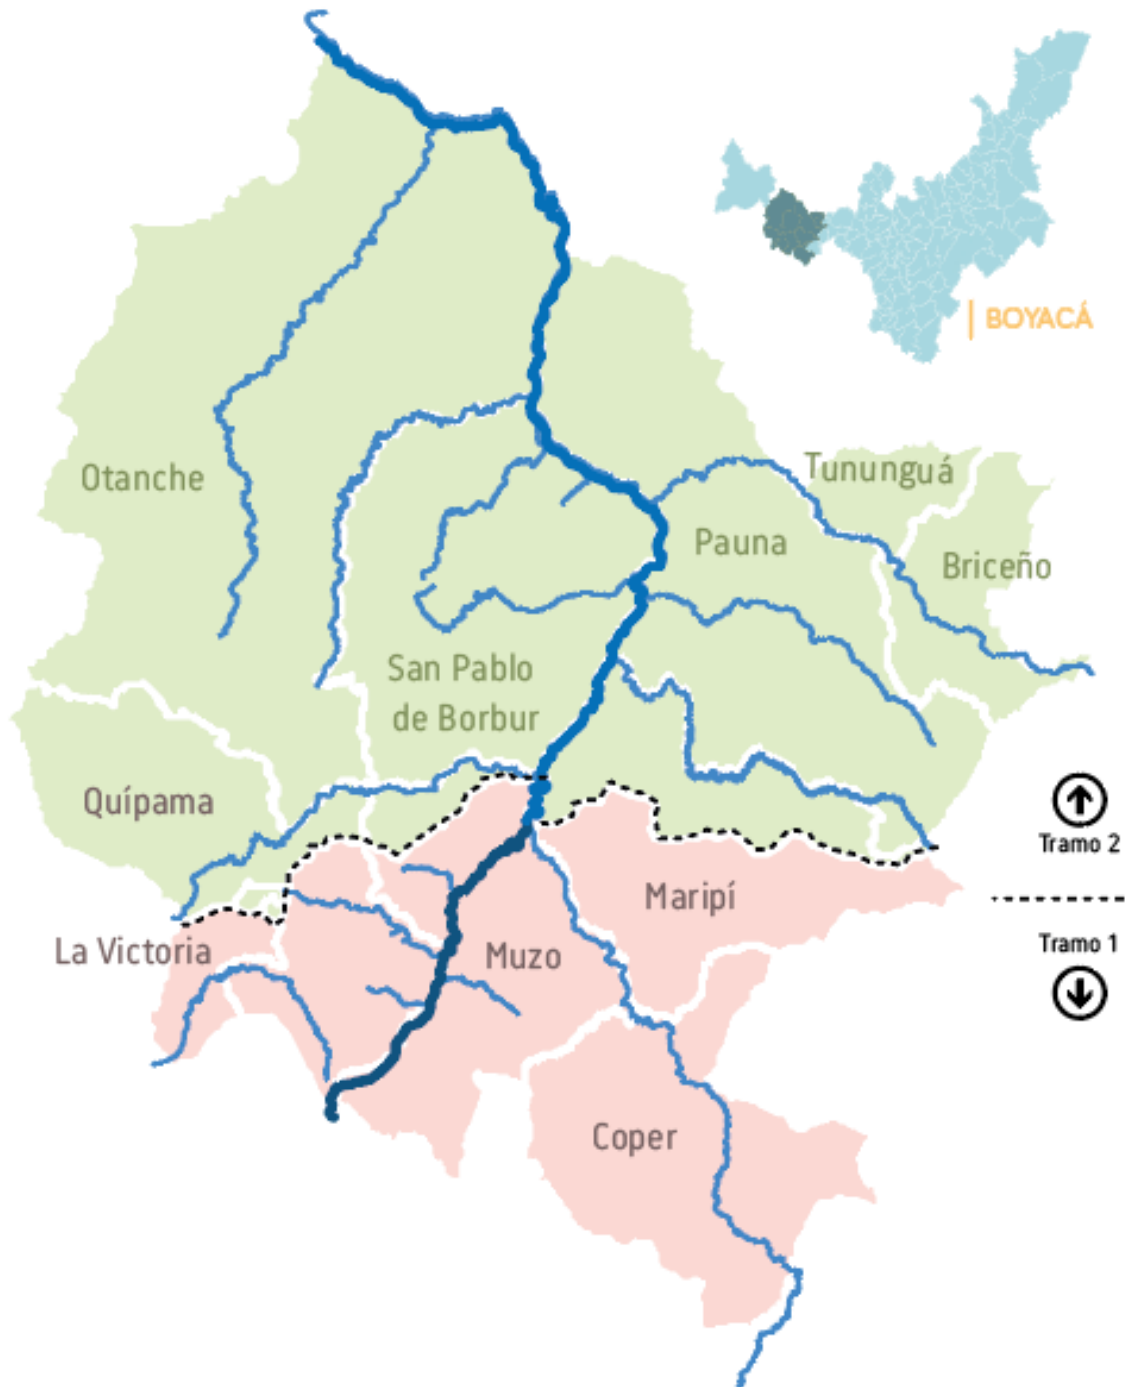 | BOYACÁ
Otanche
Tununguá
Pauna
Briceño
San Pablo
de Borbur
Quípama
Tramo 2
Maripí
La Victoria
Muzo
Tramo 1
Coper